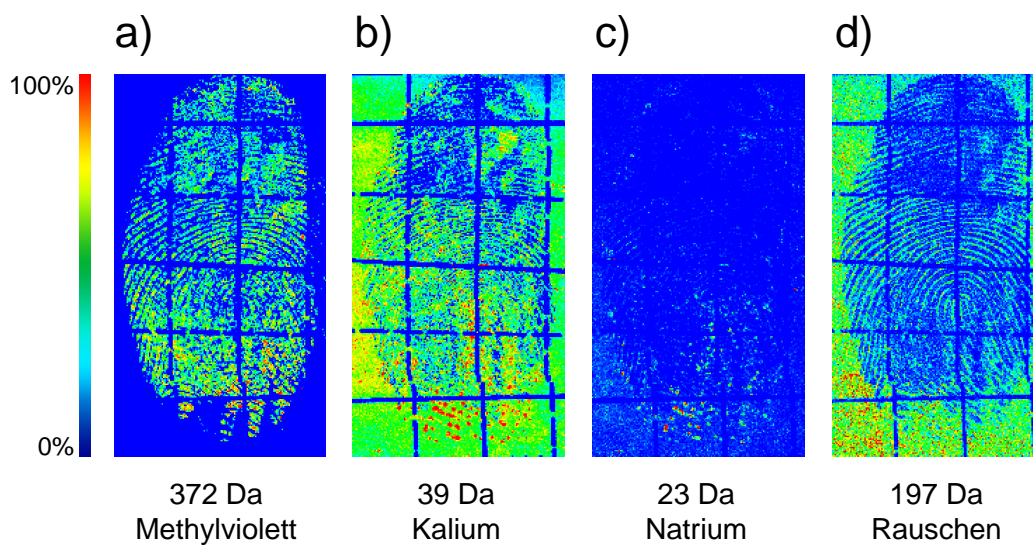 a)
b)
c)
d)
100%
0%
372 Da
Methylviolett
39 Da
Kalium
23 Da
Natrium
197 Da
Rauschen